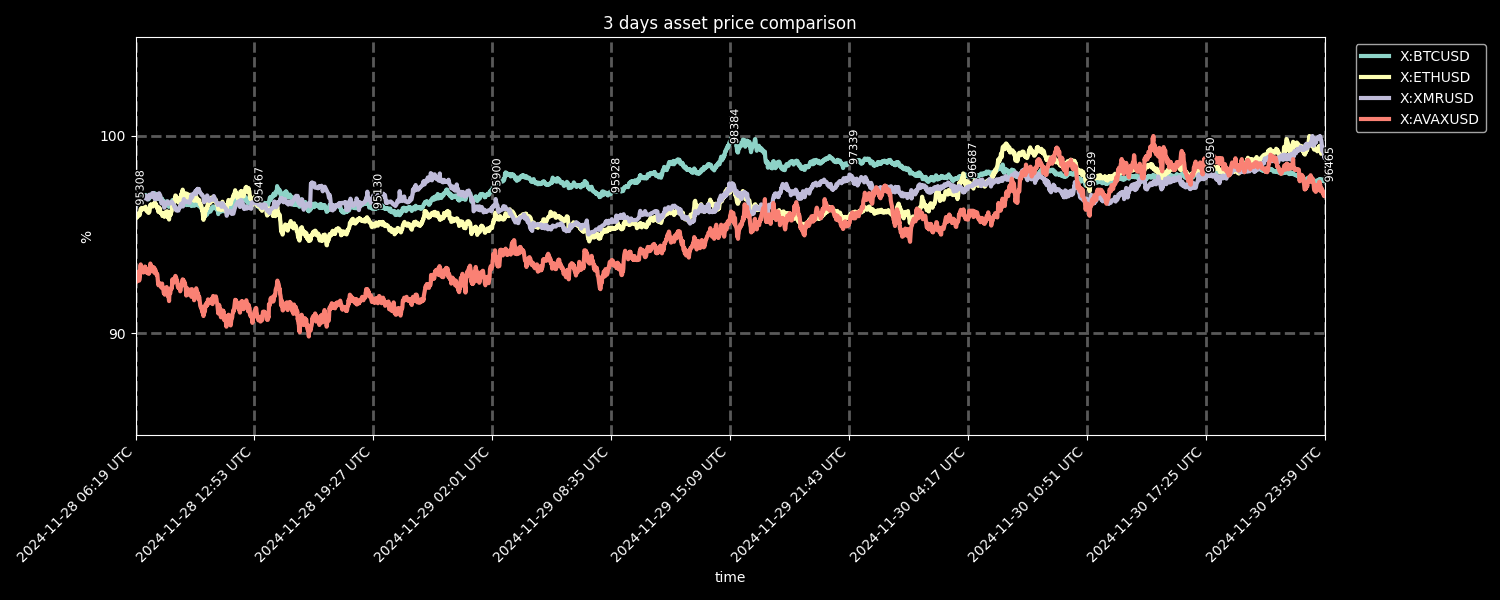 3 days asset price comparison
X:BTCUSD
X:ETHUSD
X:XMRUSD
X:AVAXUSD
%
100
90
95308
95467
95130
95900
95928
98384
97339
96687
96239
96950
96465
2024-11-28 06:19 UTC
2024-11-28 12:53 UTC
2024-11-28 19:27 UTC
2024-11-29 02:01 UTC
2024-11-29 08:35 UTC
2024-11-29 15:09 UTC
2024-11-29 21:43 UTC
2024-11-30 04:17 UTC
2024-11-30 10:51 UTC
2024-11-30 17:25 UTC
2024-11-30 23:59 UTC
time